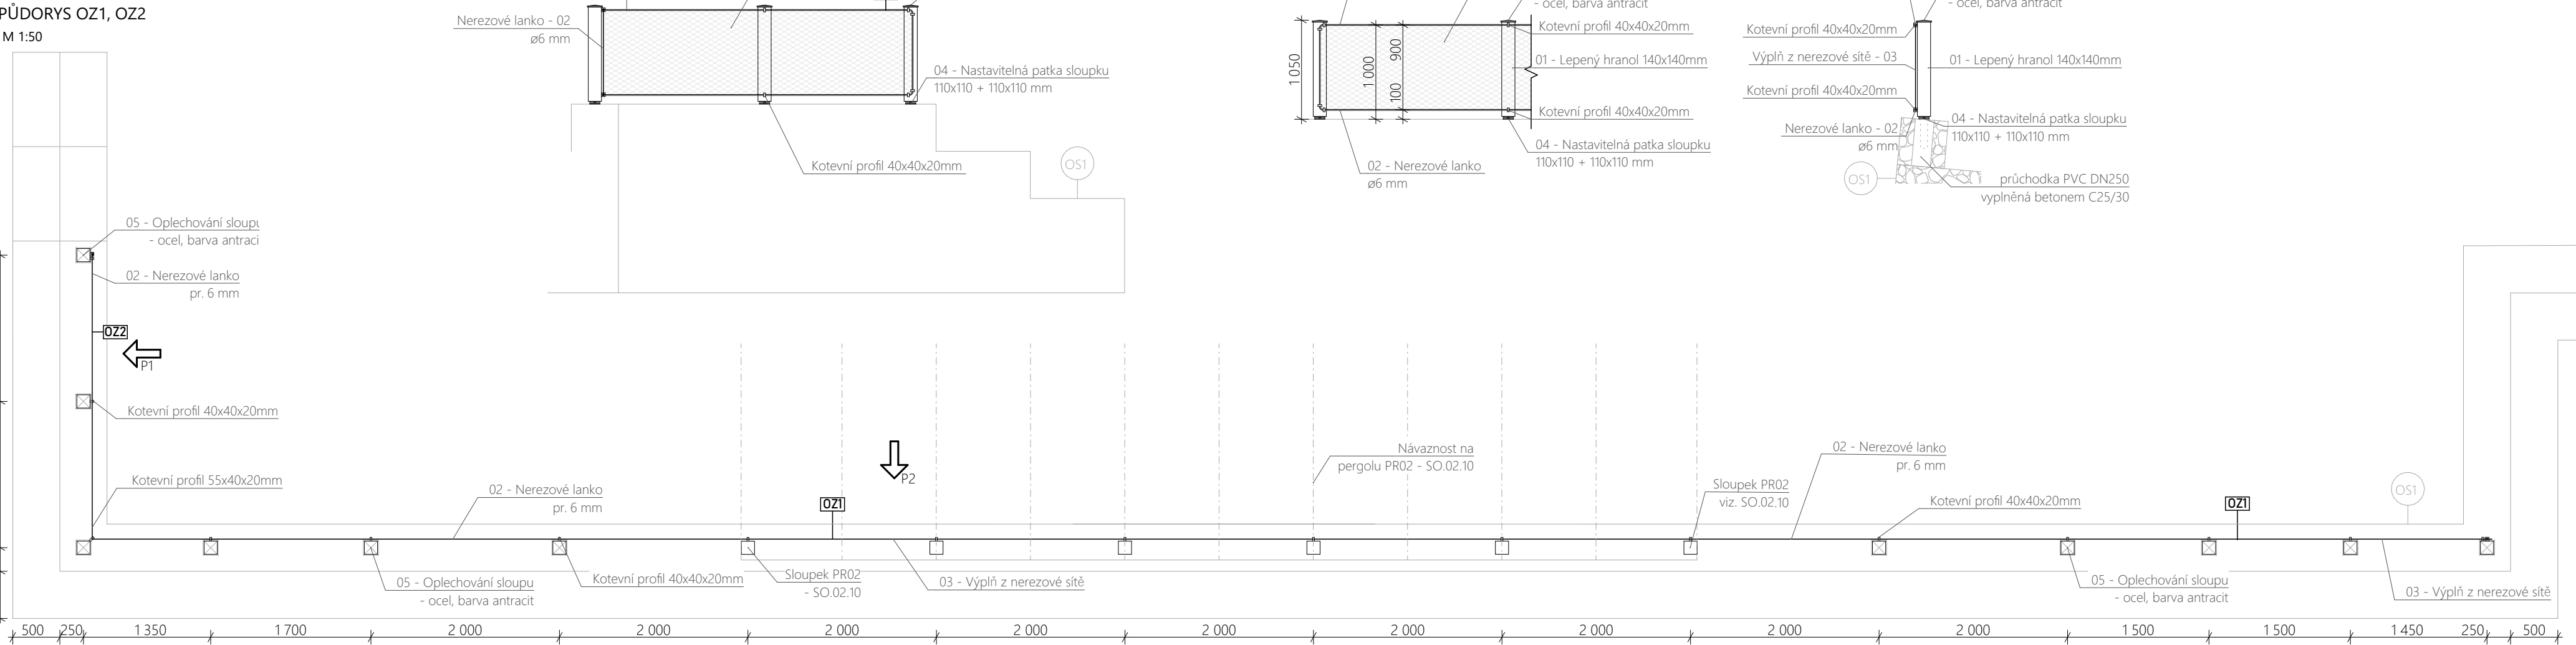 PŮDORYS OZ1, OZ2
M 1:50
Nerezové lanko - 02
ø6 mm
04 - Nastavitelná patka sloupku
110x110 + 110x110 mm
Kotevní profil 40x40x20mm
OS1
- ocel, barva antracit
Kotevní profil 40x40x20mm
01 - Lepený hranol 140x140mm
Kotevní profil 40x40x20mm
04 - Nastavitelná patka sloupku
110x110 + 110x110 mm
02 - Nerezové lanko
ø6 mm
1 050
1 000
900
100
- ocel, barva antracit
Kotevní profil 40x40x20mm
Výplň z nerezové sítě - 03
01 - Lepený hranol 140x140mm
Kotevní profil 40x40x20mm
Nerezové lanko - 02
ø6 mm
04 - Nastavitelná patka sloupku
110x110 + 110x110 mm
OS1
průchodka PVC DN250
vyplněná betonem C25/30
05 - Oplechování sloupu
- ocel, barva antraci
02 - Nerezové lanko
pr. 6 mm
OZ2
P1
Kotevní profil 40x40x20mm
Kotevní profil 55x40x20mm
02 - Nerezové lanko
pr. 6 mm
OZ1
P2
Návaznost na
pergolu PR02 - SO.02.10
Sloupek PR02
viz. SO.02.10
02 - Nerezové lanko
pr. 6 mm
Kotevní profil 40x40x20mm
OZ1
OS1
05 - Oplechování sloupu
- ocel, barva antracit
Kotevní profil 40x40x20mm
Sloupek PR02
- SO.02.10
03 - Výplň z nerezové sítě
05 - Oplechování sloupu
- ocel, barva antracit
03 - Výplň z nerezové sítě
500 250 1 350 1 700 2 000 2 000 2 000 2 000 2 000 2 000 2 000 2 000 2 000 1 500 1 500 1 450 250 500